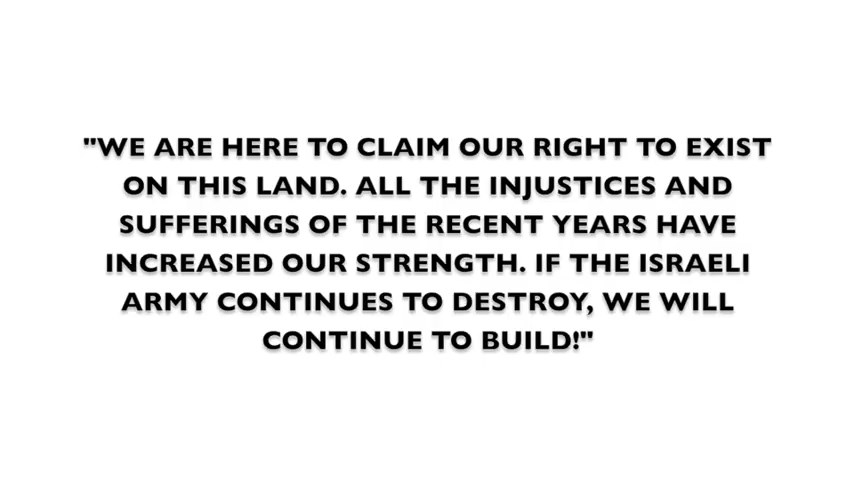 "WE ARE HERE TO CLAIM OUR RIGHT TO EXIST
ON THIS LAND. ALL THE INJUSTICES AND
SUFFERINGS OF THE RECENT YEARS HAVE
INCREASED OUR STRENGTH. IF THE ISRAELI
ARMY CONTINUES TO DESTROY, WE WILL
CONTINUE TO BUILD!"